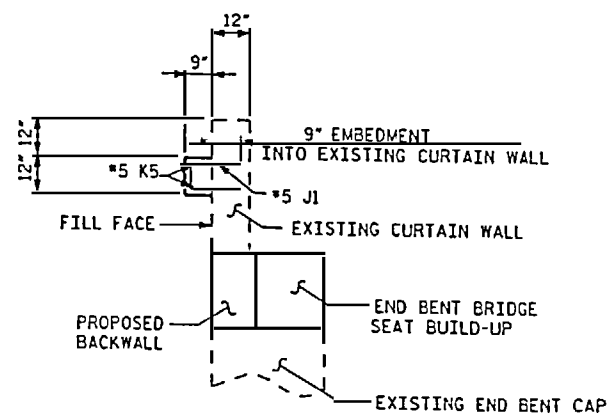 12"
9"
12" 12"
9" EMBEDMENT
INTO EXISTING CURTAIN WALL
*5 K5
*5 J1
FILL FACE
EXISTING CURTAIN WALL
PROPOSED
BACKWALL
END BENT BRIDGE
SEAT BUILD-UP
EXISTING END BENT CAP